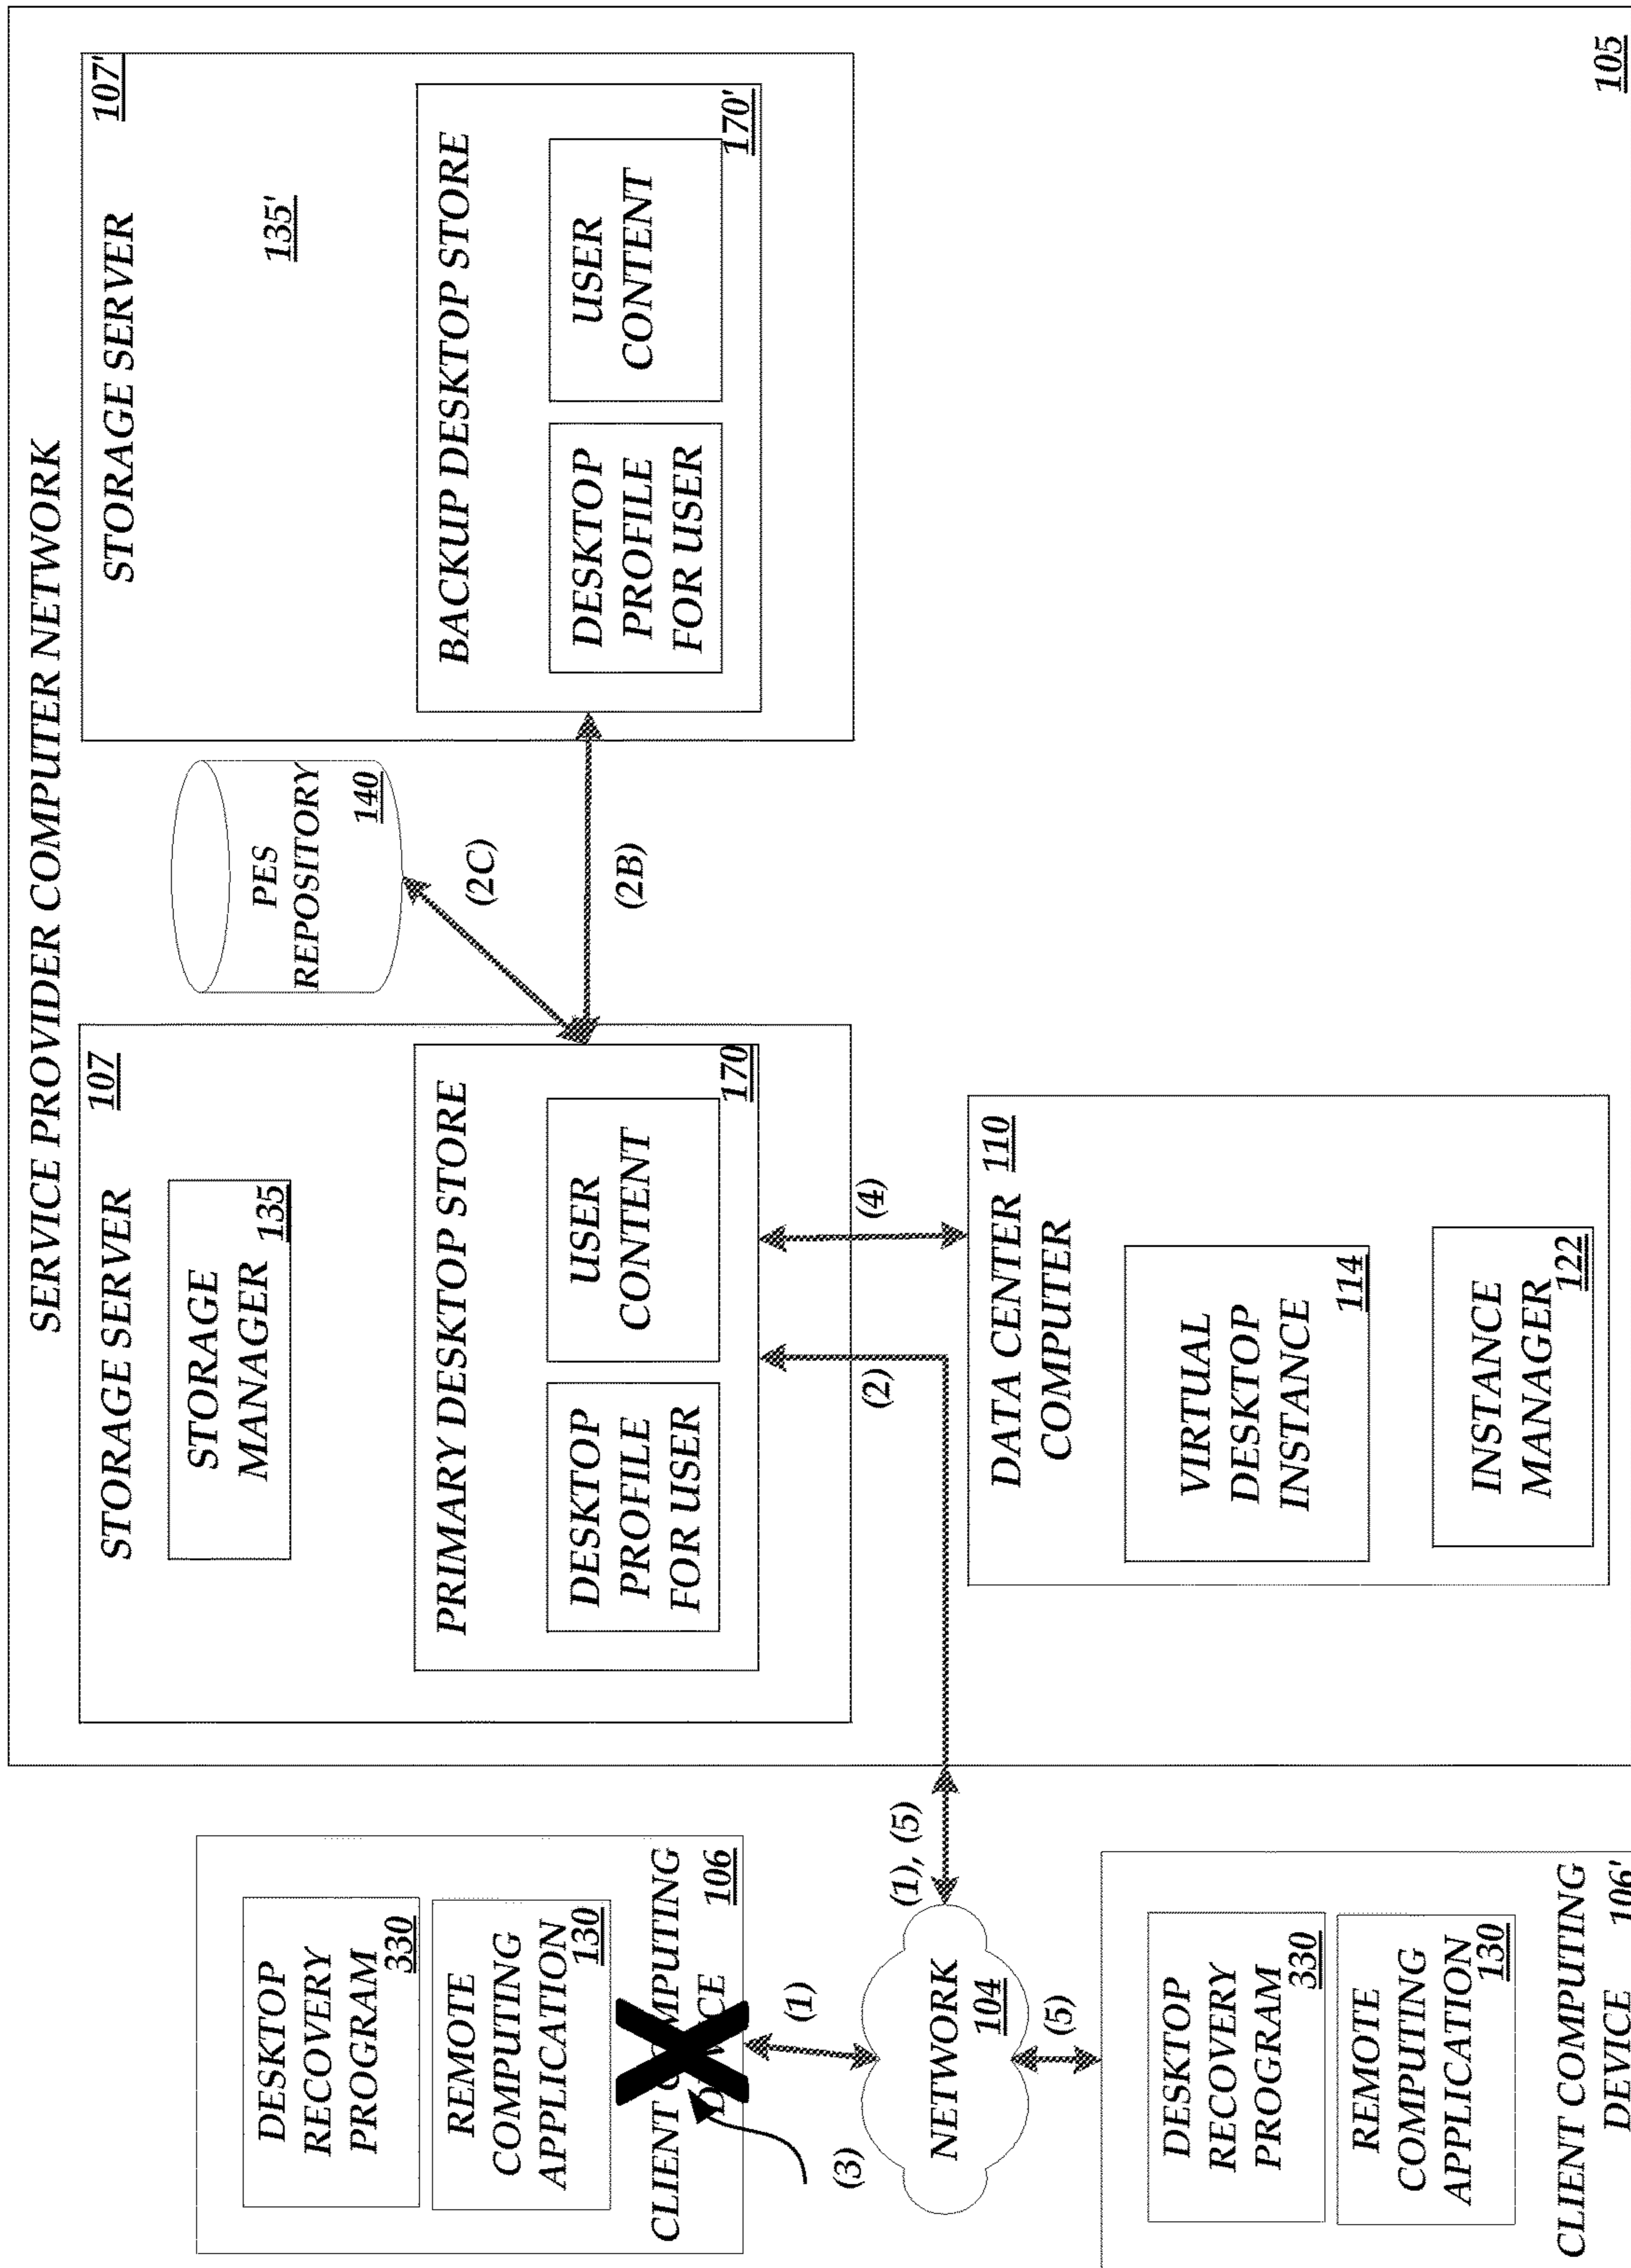 SERVICE PROVIDER COMPUTER NETWORK
DESKTOP
RECOVERY
PROGRAM
330
REMOTE
COMPUTING
APPLICATION
130
CLIENT COMPUTING
DEVICE
106
(1)
(3)
NETWORK
104
(1), (5)
(5)
DESKTOP
RECOVERY
PROGRAM
330
REMOTE
COMPUTING
APPLICATION
130
CLIENT COMPUTING
DEVICE
106'
STORAGE SERVER
107
STORAGE
MANAGER
135
PRIMARY DESKTOP STORE
DESKTOP
PROFILE
FOR USER
USER
CONTENT
170
(2)
(4)
DATA CENTER
COMPUTER
110
VIRTUAL
DESKTOP
INSTANCE
114
INSTANCE
MANAGER
122
PES
REPOSITORY
140
(2C)
(2B)
STORAGE SERVER
107'
135'
BACKUP DESKTOP STORE
DESKTOP
PROFILE
FOR USER
USER
CONTENT
170'
105